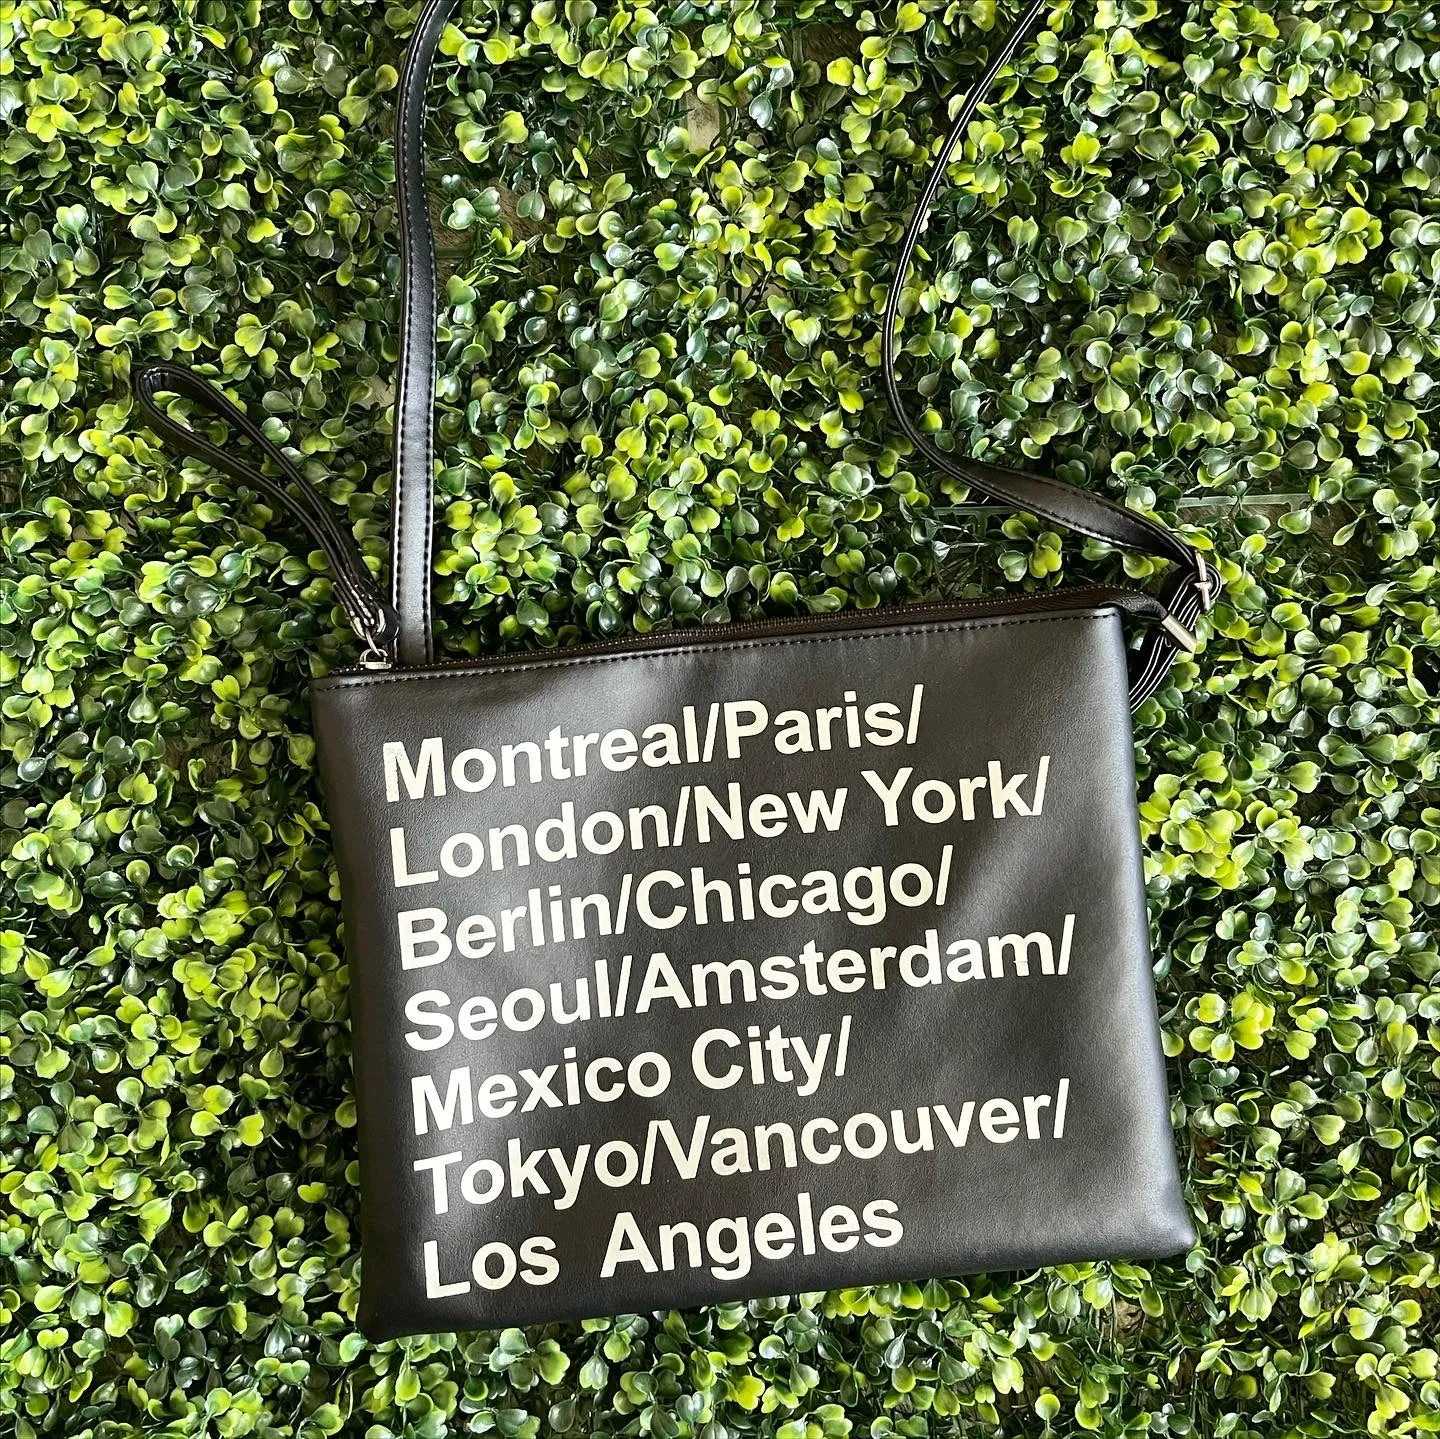 Montreal/Paris/
London/New York/
Berlin/Chicago/
Seoul/Amsterdam/
Mexico City/
Tokyo/Vancouver/
Los Angeles